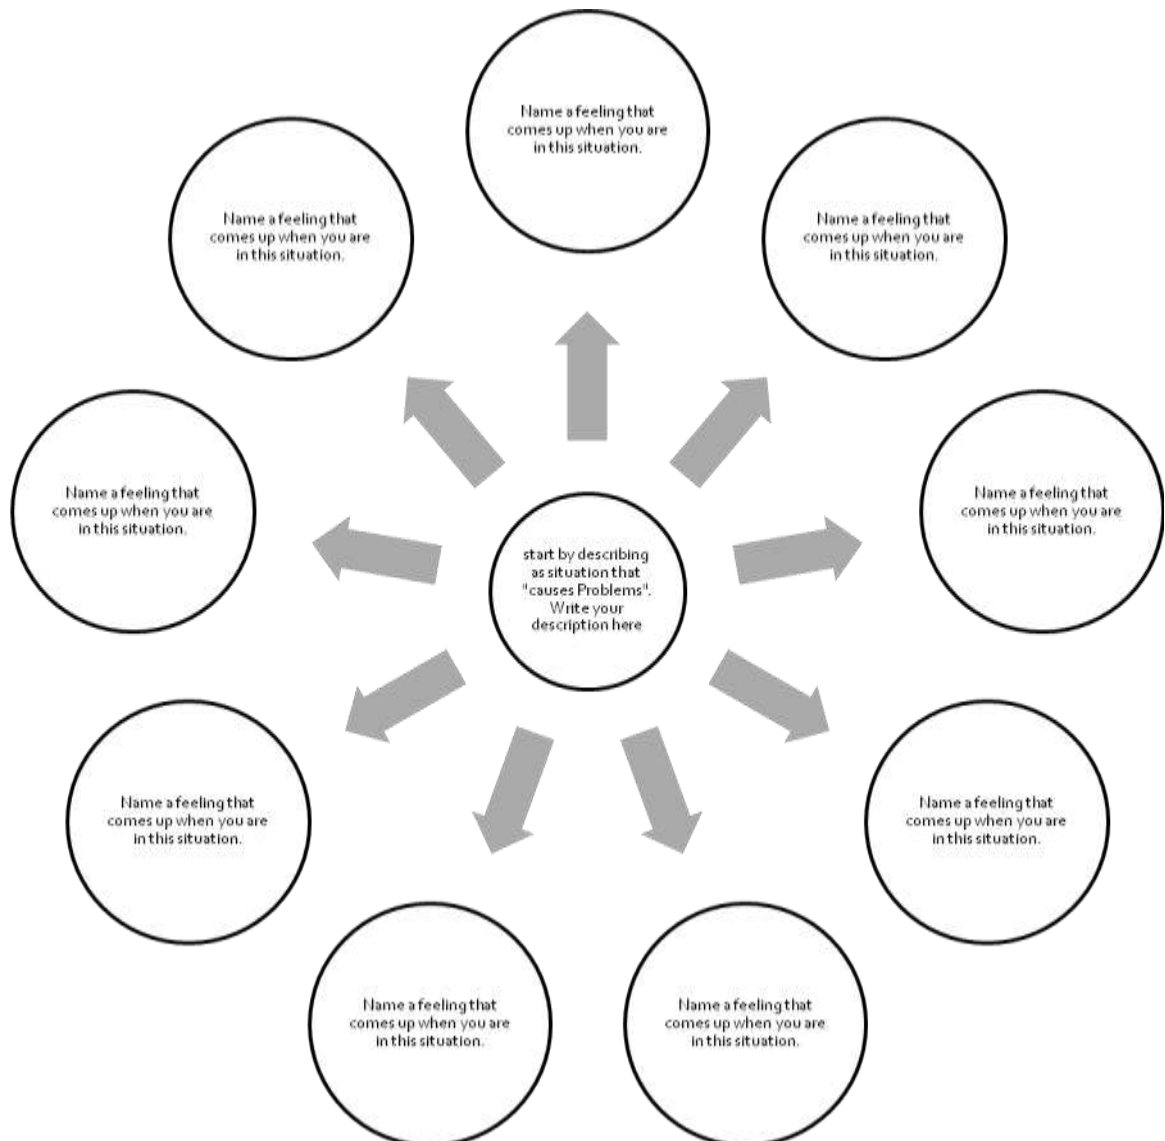 Name a feeling that
comes up when you are
in this situation.
Name a feeling that
comes up when you are
in this situation.
Name a feeling that
comes up when you are
in this situation.
Name a feeling that
comes up when you are
in this situation.
Name a feeling that
comes up when you are
in this situation.
start by describing
as situation that
"causes Problems".
Write your
description here
Name a feeling that
comes up when you are
in this situation.
Name a feeling that
comes up when you are
in this situation.
Name a feeling that
comes up when you are
in this situation.
Name a feeling that
comes up when you are
in this situation.